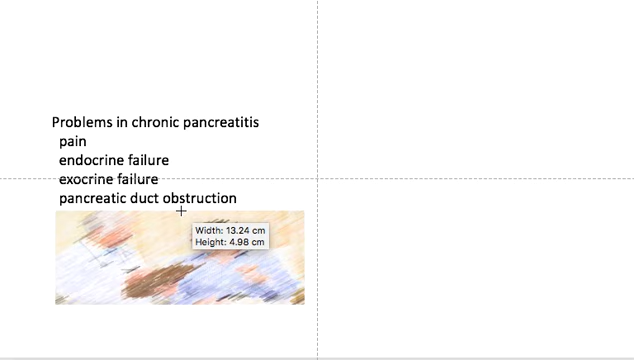 Problems in chronic pancreatitis
pain
endocrine failure
exocrine failure
pancreatic duct obstruction
Width: 13.24 cm
Height: 4.98 cm